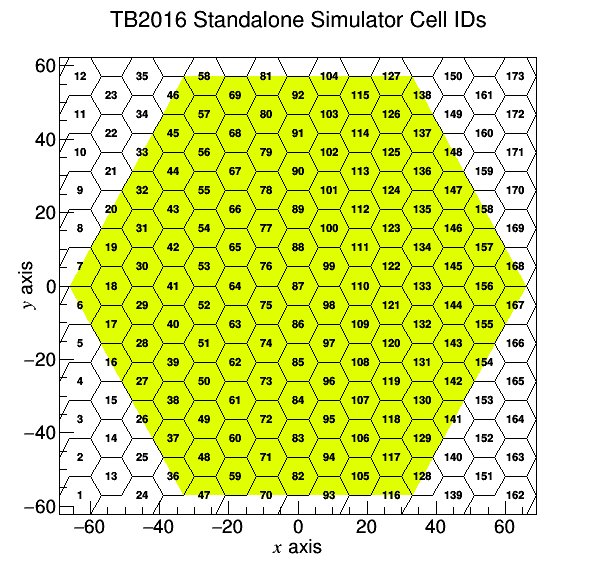 TB2016 Standalone Simulator Cell IDs
60
12 35 58 81 104 127 150 173
23 46 69 92 115 138 161
11 34 57 80 103 126 149 172
22 45 68 91 114 137 160
40
10 33 56 79 102 125 148 171
21 44 67 90 113 136 159
9 32 55 78 101 124 147 170
20 43 66 89 112 135 158
20
8 31 54 77 100 123 146 169
19 42 65 88 111 134 157
7 30 53 76 99 122 145 168
0
18 41 64 87 110 133 156
y axis
6 29 52 75 98 121 144 167
17 40 63 86 109 132 155
5 28 51 74 97 120 143 166
−20
16 39 62 85 108 131 154
4 27 50 73 96 119 142 165
15 38 61 84 107 130 153
3 26 49 72 95 118 141 164
−40
14 37 60 83 106 129 152
2 25 48 71 94 117 140 163
13 36 59 82 105 128 151
1 24 47 70 93 116 139 162
−60
−60 −40 −20 0 20 40 60
x axis